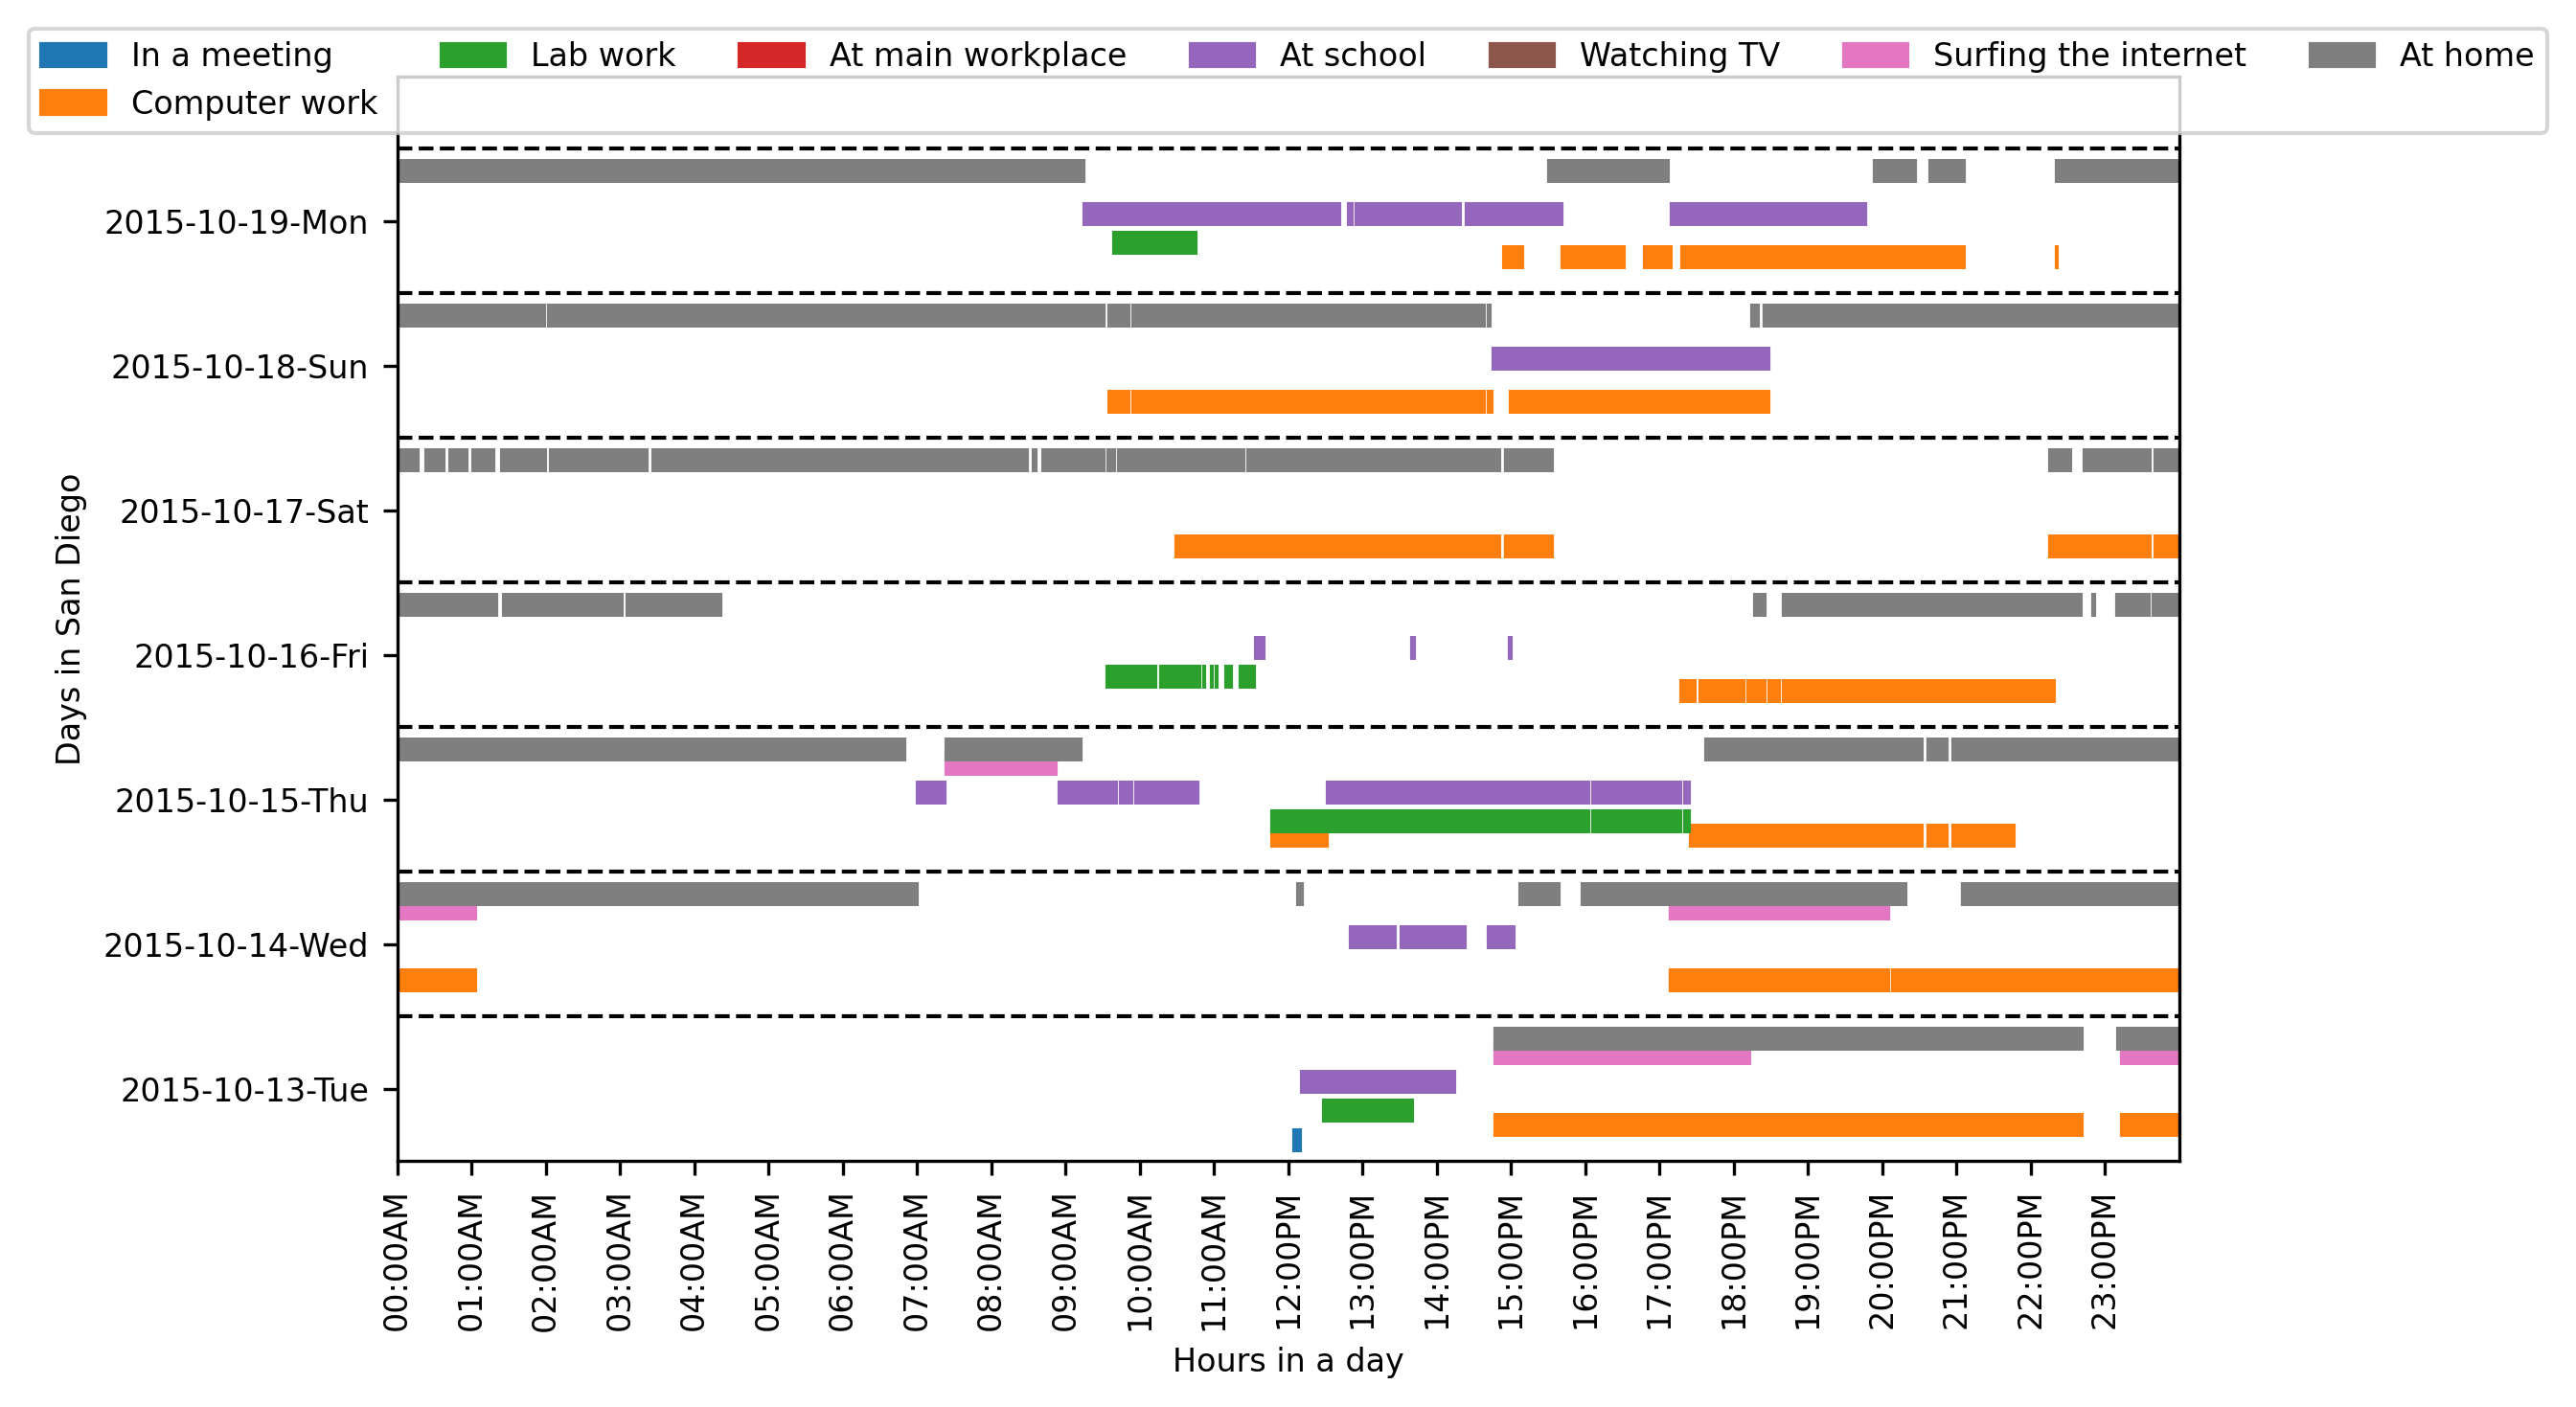 In a meeting
Computer work
Lab work
At main workplace
At school
Watching TV
Surfing the internet
At home
Days in San Diego
2015-10-19-Mon
2015-10-18-Sun
2015-10-17-Sat
2015-10-16-Fri
2015-10-15-Thu
2015-10-14-Wed
2015-10-13-Tue
00:00AM
01:00AM
02:00AM
03:00AM
04:00AM
05:00AM
06:00AM
07:00AM
08:00AM
09:00AM
10:00AM
11:00AM
12:00PM
13:00PM
14:00PM
15:00PM
16:00PM
17:00PM
18:00PM
19:00PM
20:00PM
21:00PM
22:00PM
23:00PM
Hours in a day